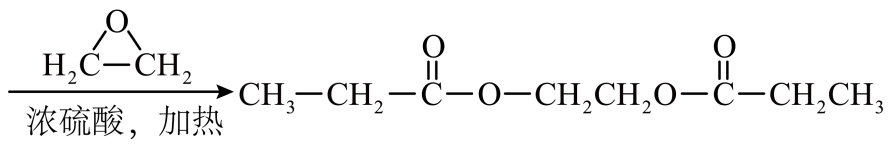 O
H₂C—CH₂
浓硫酸，加热
O O
CH₃—CH₂—C—O—CH₂CH₂O—C—CH₂CH₃